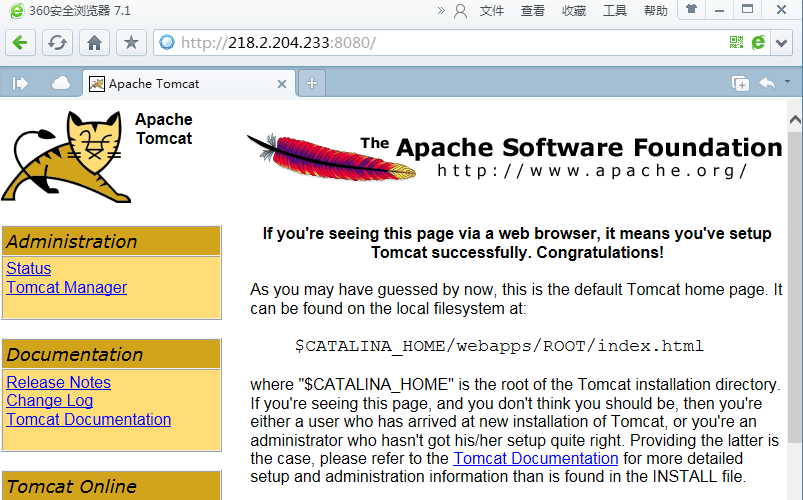 360安全浏览器 7.1
» 文件 查看 收藏 工具 帮助
http://218.2.204.233:8080/
Apache Tomcat
Apache
Tomcat
The Apache Software Foundation
http://www.apache.org/
Administration
Status
Tomcat Manager
Documentation
Release Notes
Change Log
Tomcat Documentation
Tomcat Online
If you're seeing this page via a web browser, it means you've setup
Tomcat successfully. Congratulations!
As you may have guessed by now, this is the default Tomcat home page. It
can be found on the local filesystem at:
$CATALINA_HOME/webapps/ROOT/index.html
where "$CATALINA_HOME" is the root of the Tomcat installation directory.
If you're seeing this page, and you don't think you should be, then you're
either a user who has arrived at new installation of Tomcat, or you're an
administrator who hasn't got his/her setup quite right. Providing the latter is
the case, please refer to the Tomcat Documentation for more detailed
setup and administration information than is found in the INSTALL file.